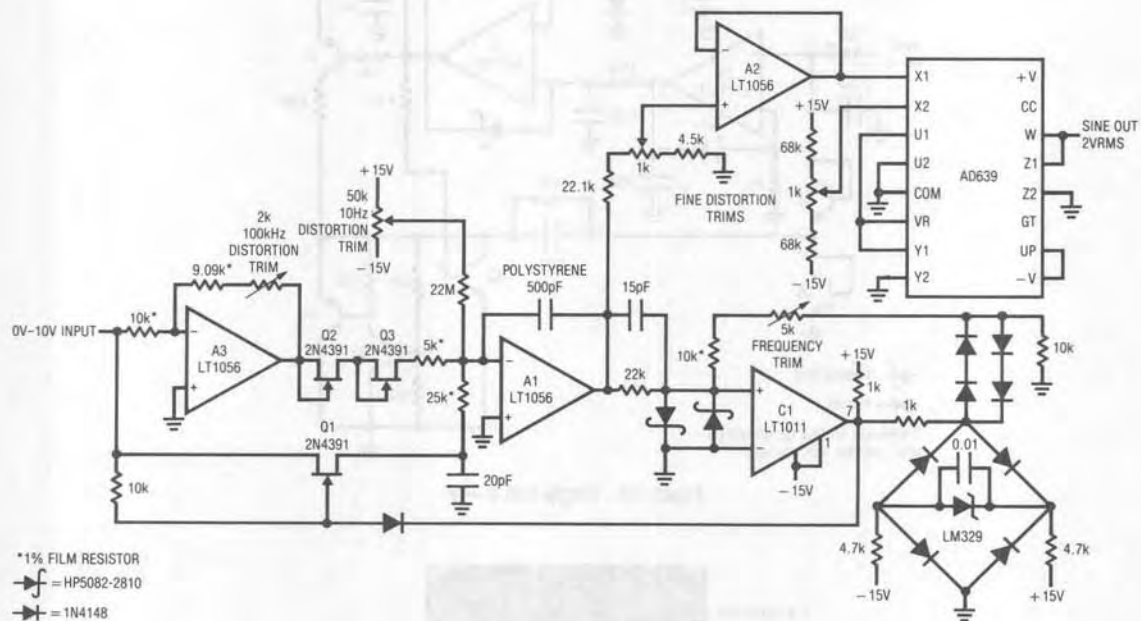 A2
LT1056
−
+
X1
X2
U1
U2
COM
VR
Y1
Y2
+V
CC
W
Z1
Z2
GT
UP
−V
AD639
SINE OUT
2VRMS
+15V
68k
1k
68k
−15V
1k
4.5k
22.1k
FINE DISTORTION
TRIMS
+15V
50k
10Hz
DISTORTION
TRIM
−15V
2k
100kHz
DISTORTION
TRIM
9.09k*
0V–10V INPUT
10k*
−
+
A3
LT1056
Q2
2N4391
Q3
2N4391
5k*
22M
25k*
POLYSTYRENE
500pF
15pF
−
+
A1
LT1056
22k
10k*
5k
FREQUENCY
TRIM
+
−
C1
LT1011
7
1
−15V
+15V
1k
1k
10k
Q1
2N4391
10k
20pF
0.01
LM329
4.7k
−15V
4.7k
+15V
*1% FILM RESISTOR
= HP5082-2810
= 1N4148